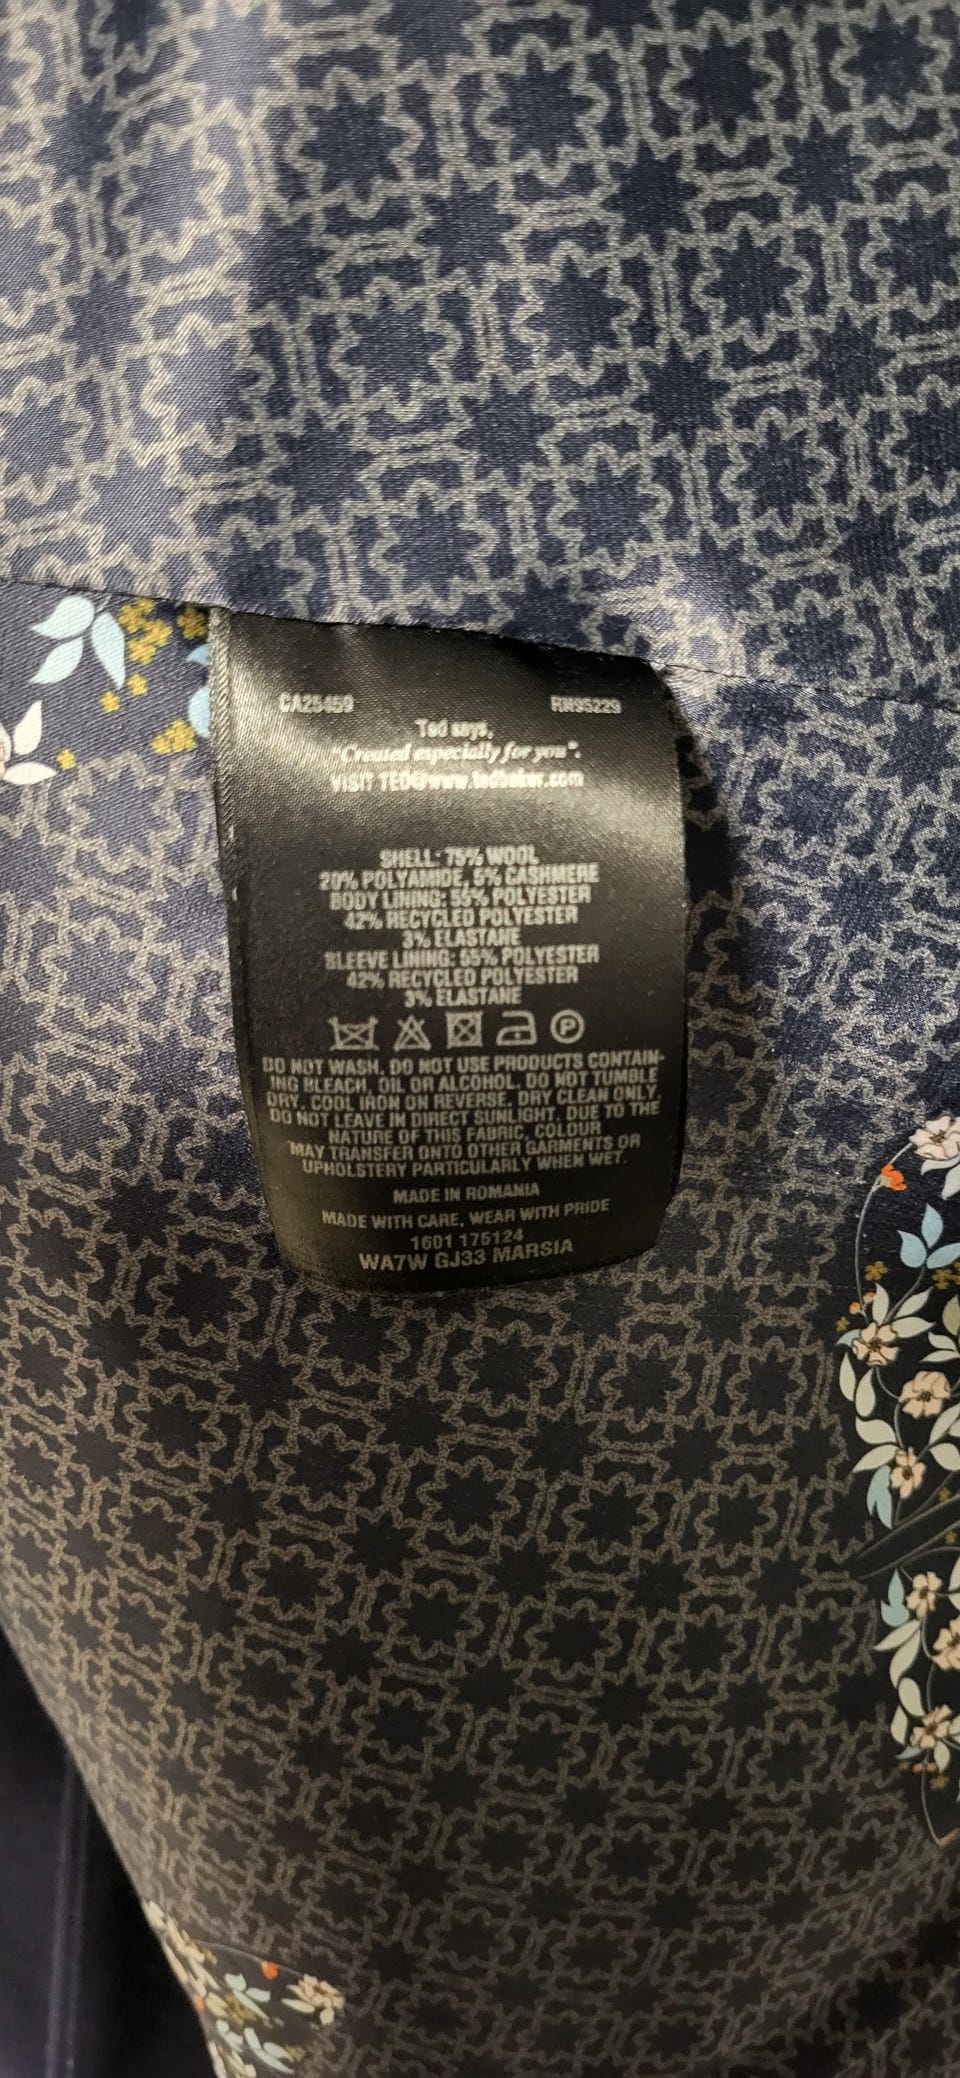 CA25459 RN95229
Ted says,
"Created especially for you".
VISIT TED@www.tedbaker.com
SHELL: 75% WOOL
20% POLYAMIDE, 5% CASHMERE
BODY LINING: 55% POLYESTER
42% RECYCLED POLYESTER
3% ELASTANE
SLEEVE LINING: 55% POLYESTER
42% RECYCLED POLYESTER
3% ELASTANE
P
DO NOT WASH. DO NOT USE PRODUCTS CONTAIN-
ING BLEACH, OIL OR ALCOHOL. DO NOT TUMBLE
DRY. COOL IRON ON REVERSE. DRY CLEAN ONLY.
DO NOT LEAVE IN DIRECT SUNLIGHT. DUE TO THE
NATURE OF THIS FABRIC, COLOUR
MAY TRANSFER ONTO OTHER GARMENTS OR
UPHOLSTERY PARTICULARLY WHEN WET.
MADE IN ROMANIA
MADE WITH CARE, WEAR WITH PRIDE
1601 175124
WA7W GJ33 MARSIA